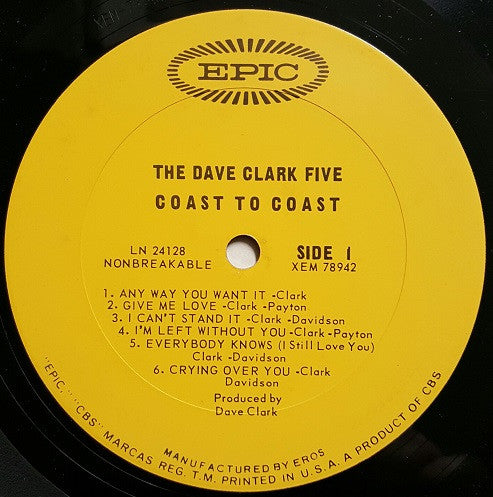 EPIC
THE DAVE CLARK FIVE
COAST TO COAST
LN 24128
NONBREAKABLE
SIDE 1
XEM 78942
1. ANY WAY YOU WANT IT -Clark
2. GIVE ME LOVE -Clark -Payton
3. I CAN'T STAND IT -Clark -Davidson
4. I'M LEFT WITHOUT YOU-Clark-Payton
5. EVERYBODY KNOWS (I Still Love You)
Clark -Davidson
6. CRYING OVER YOU -Clark
Davidson
Produced by
Dave Clark
MANUFACTURED BY EROS
"EPIC," "CBS" MARCAS REG. T.M. PRINTED IN U.S.A. A PRODUCT OF CBS